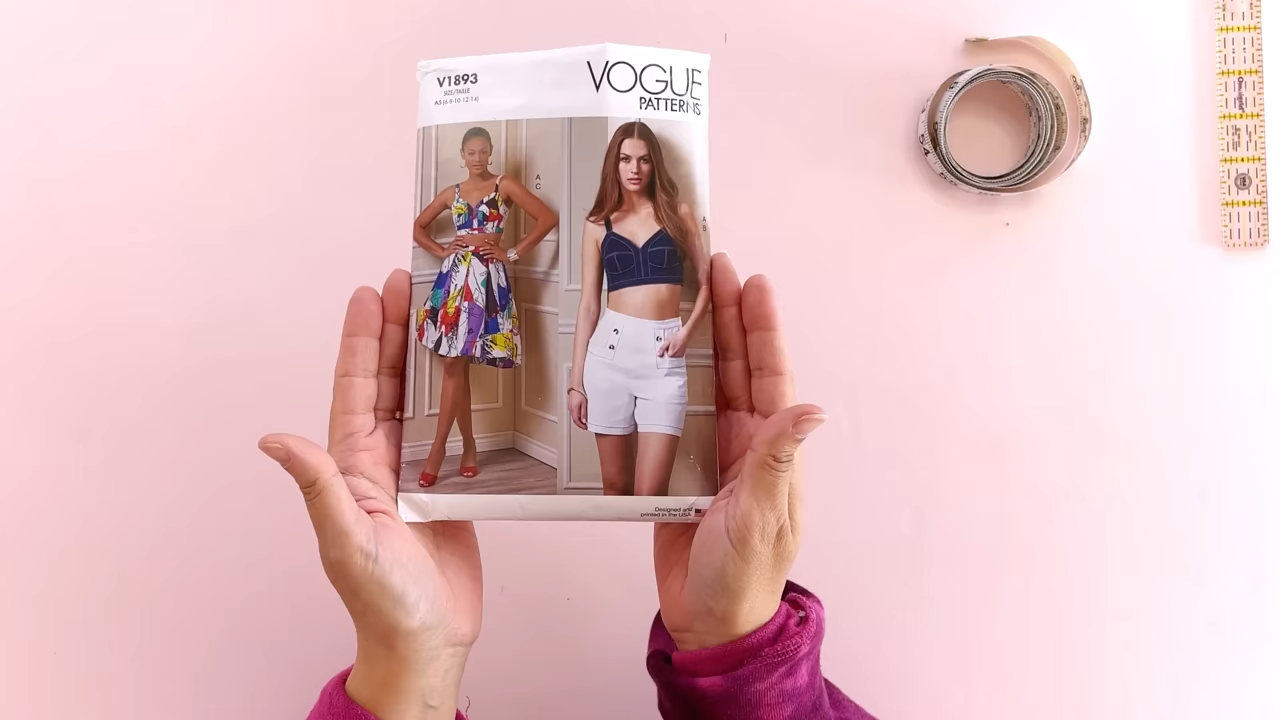 V1893
SIZE/TAILLE
A5 (6-8-10-12-14)
VOGUE
PATTERNS
A
C
A
B
Designed and
printed in the USA